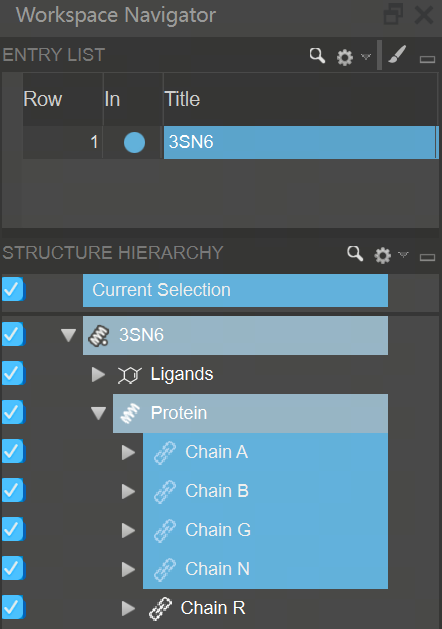 Workspace Navigator
ENTRY LIST
Row In Title
1 3SN6
STRUCTURE HIERARCHY
Current Selection
3SN6
Ligands
Protein
Chain A
Chain B
Chain G
Chain N
Chain R